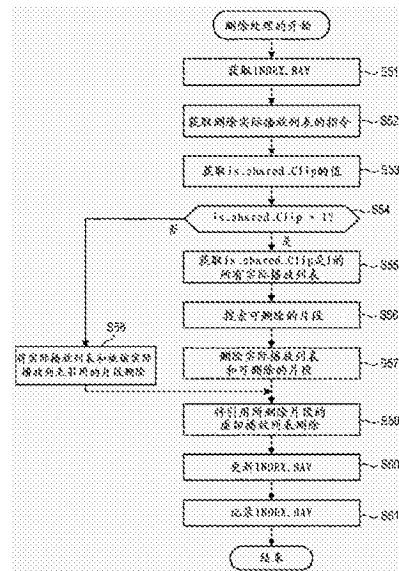 删除处理的开始
获取INDEX.BAV
S51
获取删除实际播放列表的指令
S52
获取is_shared_Clip的值
S53
is_shared_Clip = 1?
S54
否
是
获取is_shared_Clip是1的
所有实际播放列表
S55
搜索可删除的片段
S56
删除实际播放列表
和可删除的片段
S57
S58
将实际播放列表和被该实际
播放列表引用的片段删除
将引用所删除片段的
虚拟播放列表删除
S59
更新INDEX.BAV
S60
记录INDEX.BAV
S61
结束